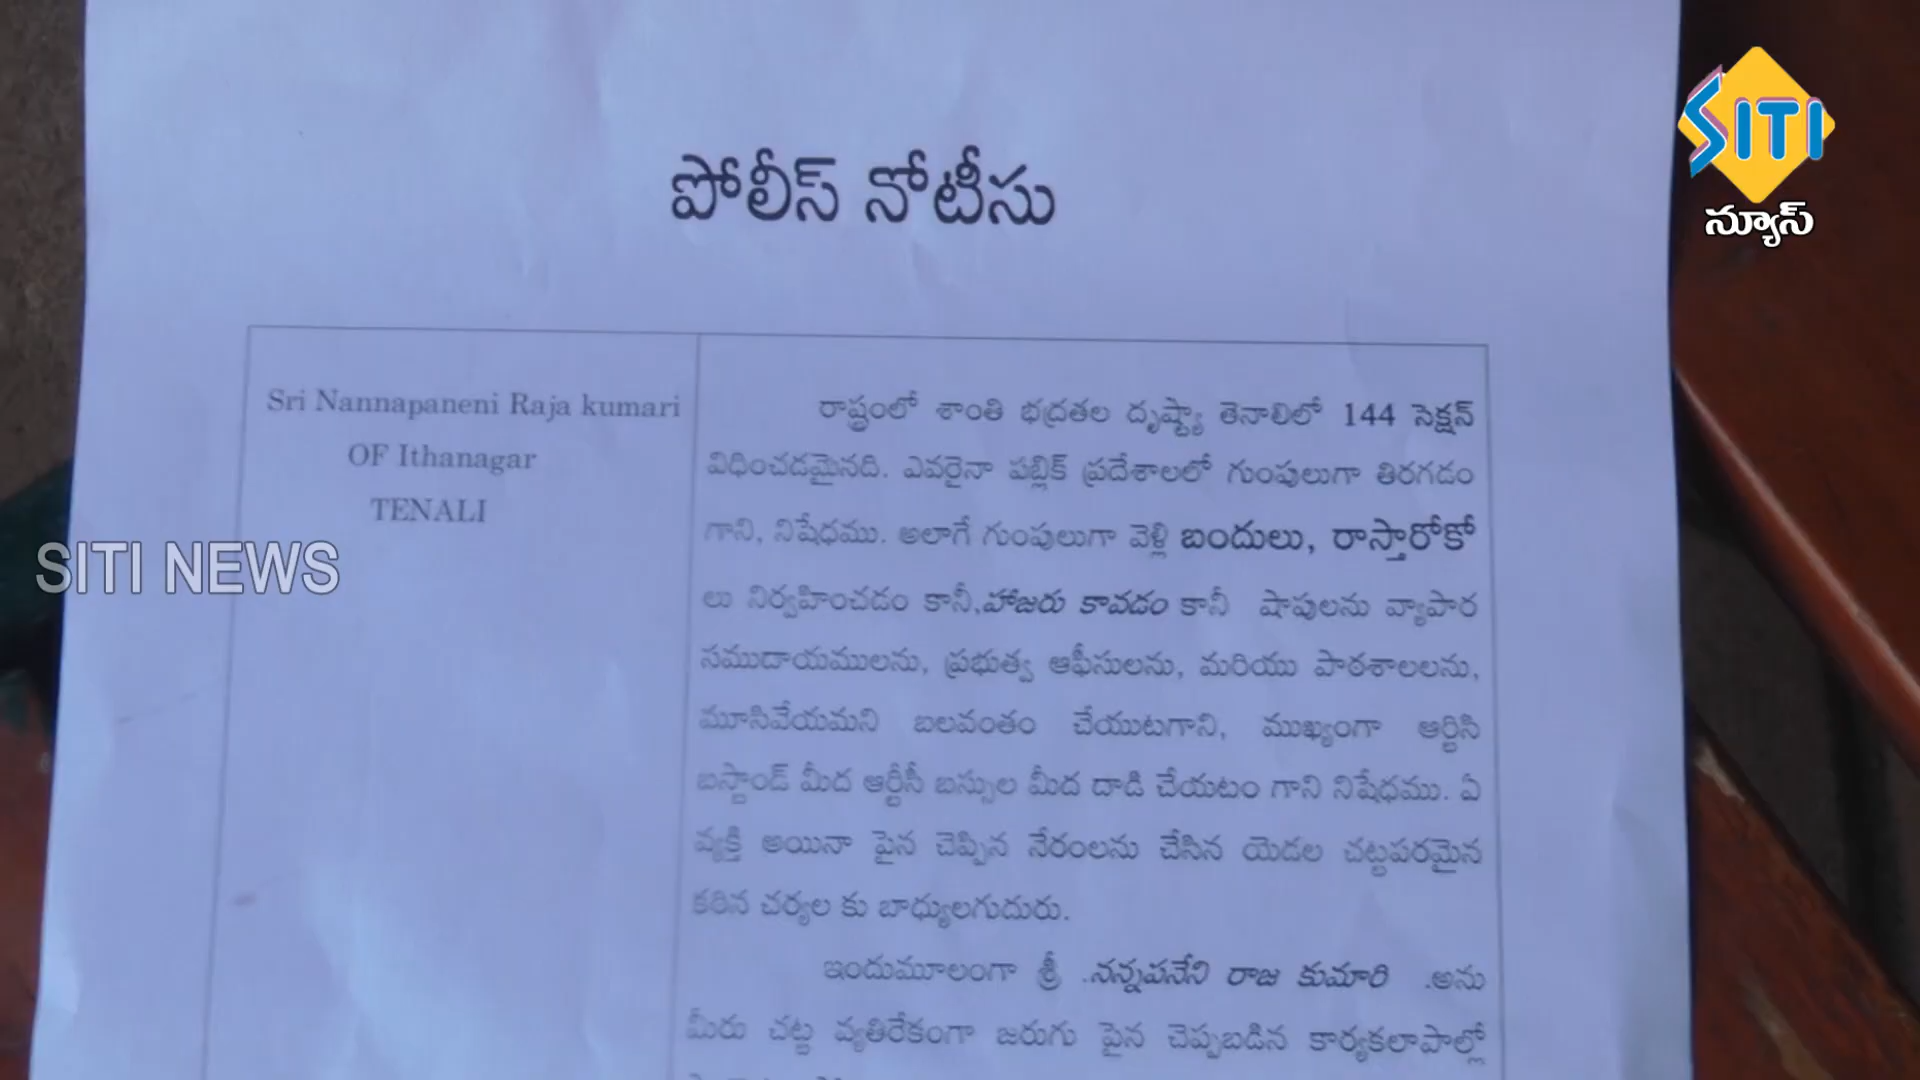 SITI
న్యూస్
పోలీస్ నోటీసు
Sri Nannapaneni Raja kumari
OF Ithanagar
TENALI
SITI NEWS
రాష్ట్రంలో శాంతి భద్రతల దృష్ట్యా తెనాలిలో 144 సెక్షన్
విధించడమైనది. ఎవరైనా పబ్లిక్ ప్రదేశాలలో గుంపులుగా తిరగడం
గాని, నిషేధము. అలాగే గుంపులుగా వెళ్లి బందులు, రాస్తారోకో
లు నిర్వహించడం కానీ,హాజరు కావడం కానీ షాపులను వ్యాపార
సముదాయములను, ప్రభుత్వ ఆఫీసులను, మరియు పాఠశాలలను,
మూసివేయమని బలవంతం చేయుటగాని, ముఖ్యంగా ఆర్టిసి
బస్టాండ్ మీద ఆర్టీసీ బస్సుల మీద దాడి చేయటం గాని నిషేధము. ఏ
వ్యక్తి అయినా పైన చెప్పిన నేరంలను చేసిన యెడల చట్టపరమైన
కఠిన చర్యల కు బాధ్యులగుదురు.
ఇందుమూలంగా శ్రీ .నన్నపనేని రాజ కుమారి .అను
మీరు చట్ట వ్యతిరేకంగా జరుగు పైన చెప్పబడిన కార్యకలాపాల్లో